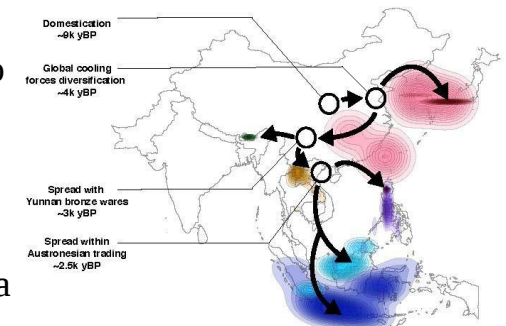 Domestication
~9k yBP
Global cooling
forces diversification
~4k yBP
Spread with
Yunnan bronze wares
~3k yBP
Spread within
Austronesian trading
~2.5k yBP
a